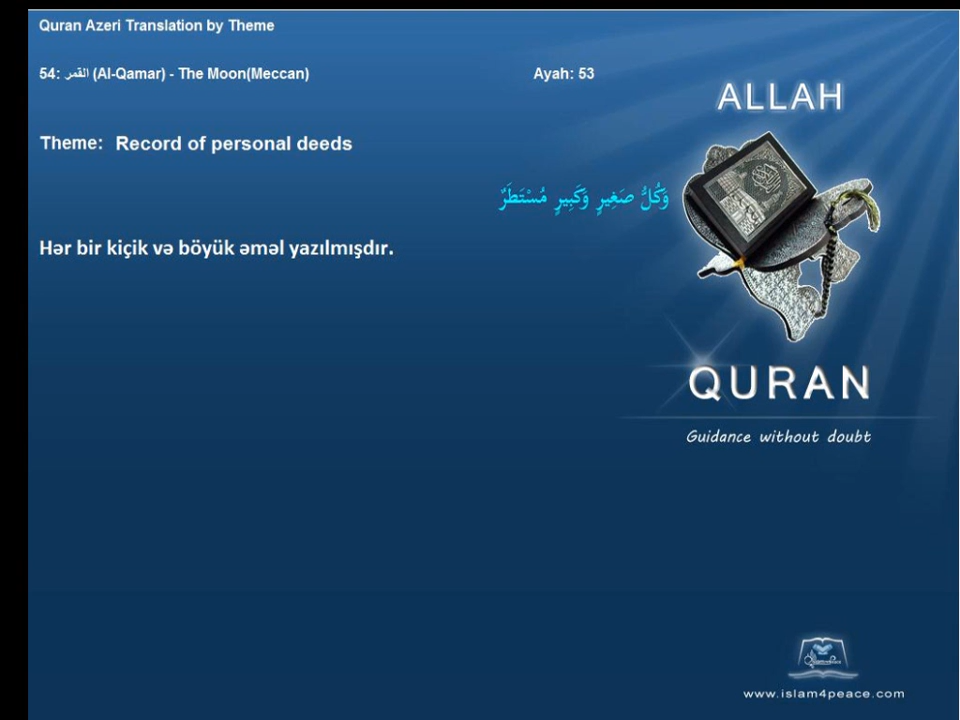 Quran Azeri Translation by Theme
54: القمر (Al-Qamar) - The Moon(Meccan) Ayah: 53
ALLAH
Theme: Record of personal deeds
وَكُلُّ صَغِيرٍ وَكَبِيرٍ مُسْتَطَرٌ
Hər bir kiçik və böyük əməl yazılmışdır.
QURAN
Guidance without doubt
www.islam4peace.com